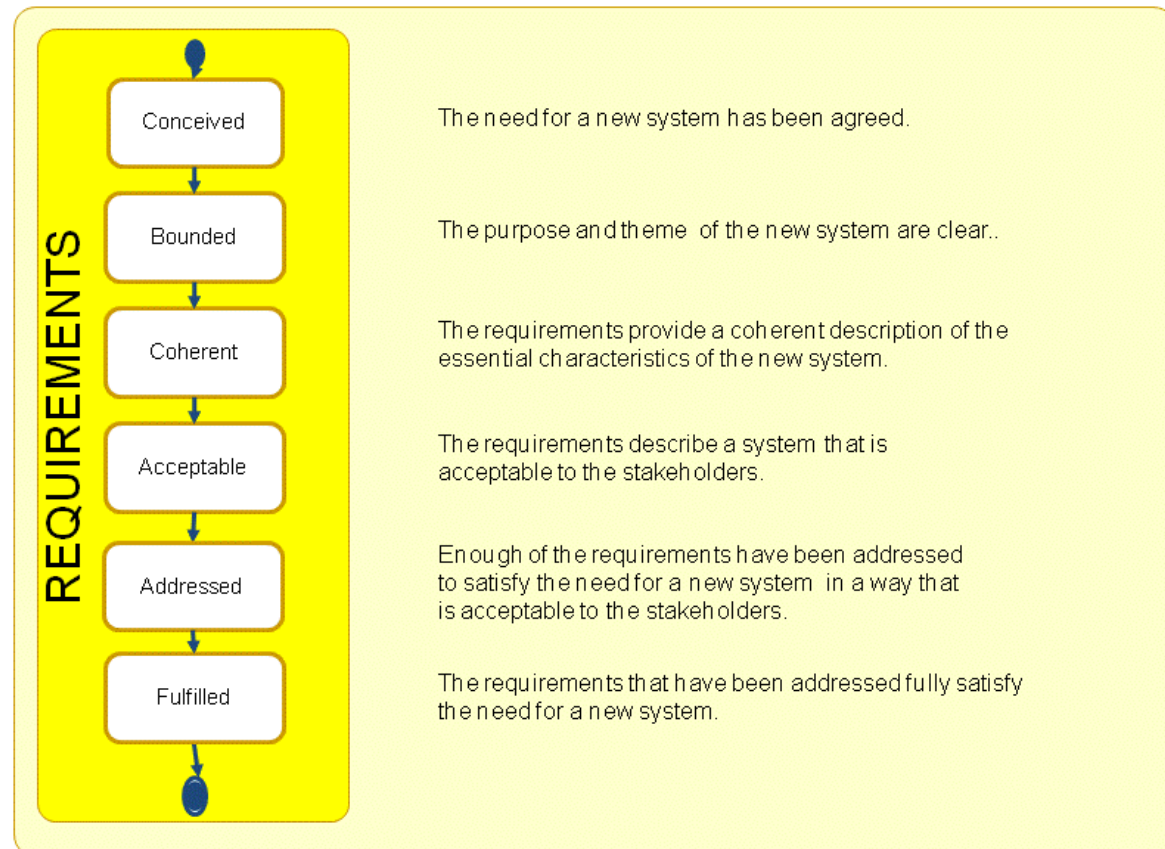 REQUIREMENTS
Conceived
The need for a new system has been agreed.
Bounded
The purpose and theme of the new system are clear..
Coherent
The requirements provide a coherent description of the
essential characteristics of the new system.
Acceptable
The requirements describe a system that is
acceptable to the stakeholders.
Addressed
Enough of the requirements have been addressed
to satisfy the need for a new system in a way that
is acceptable to the stakeholders.
Fulfilled
The requirements that have been addressed fully satisfy
the need for a new system.